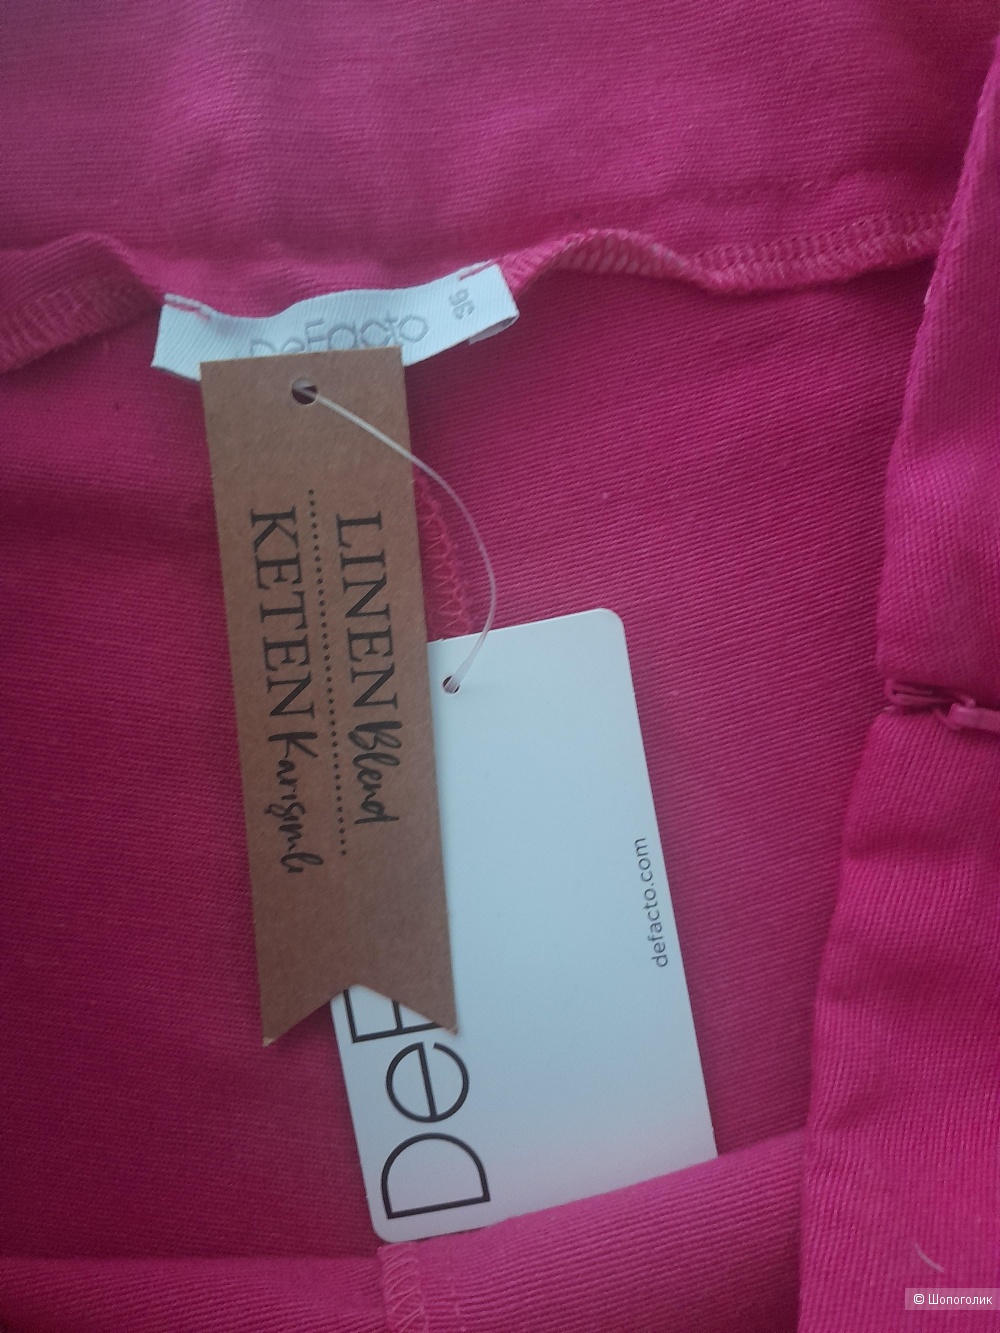 DeFacto
36
LINEN Blend
KETEN Karışımlı
defacto.com
DeF
© Шопоголик